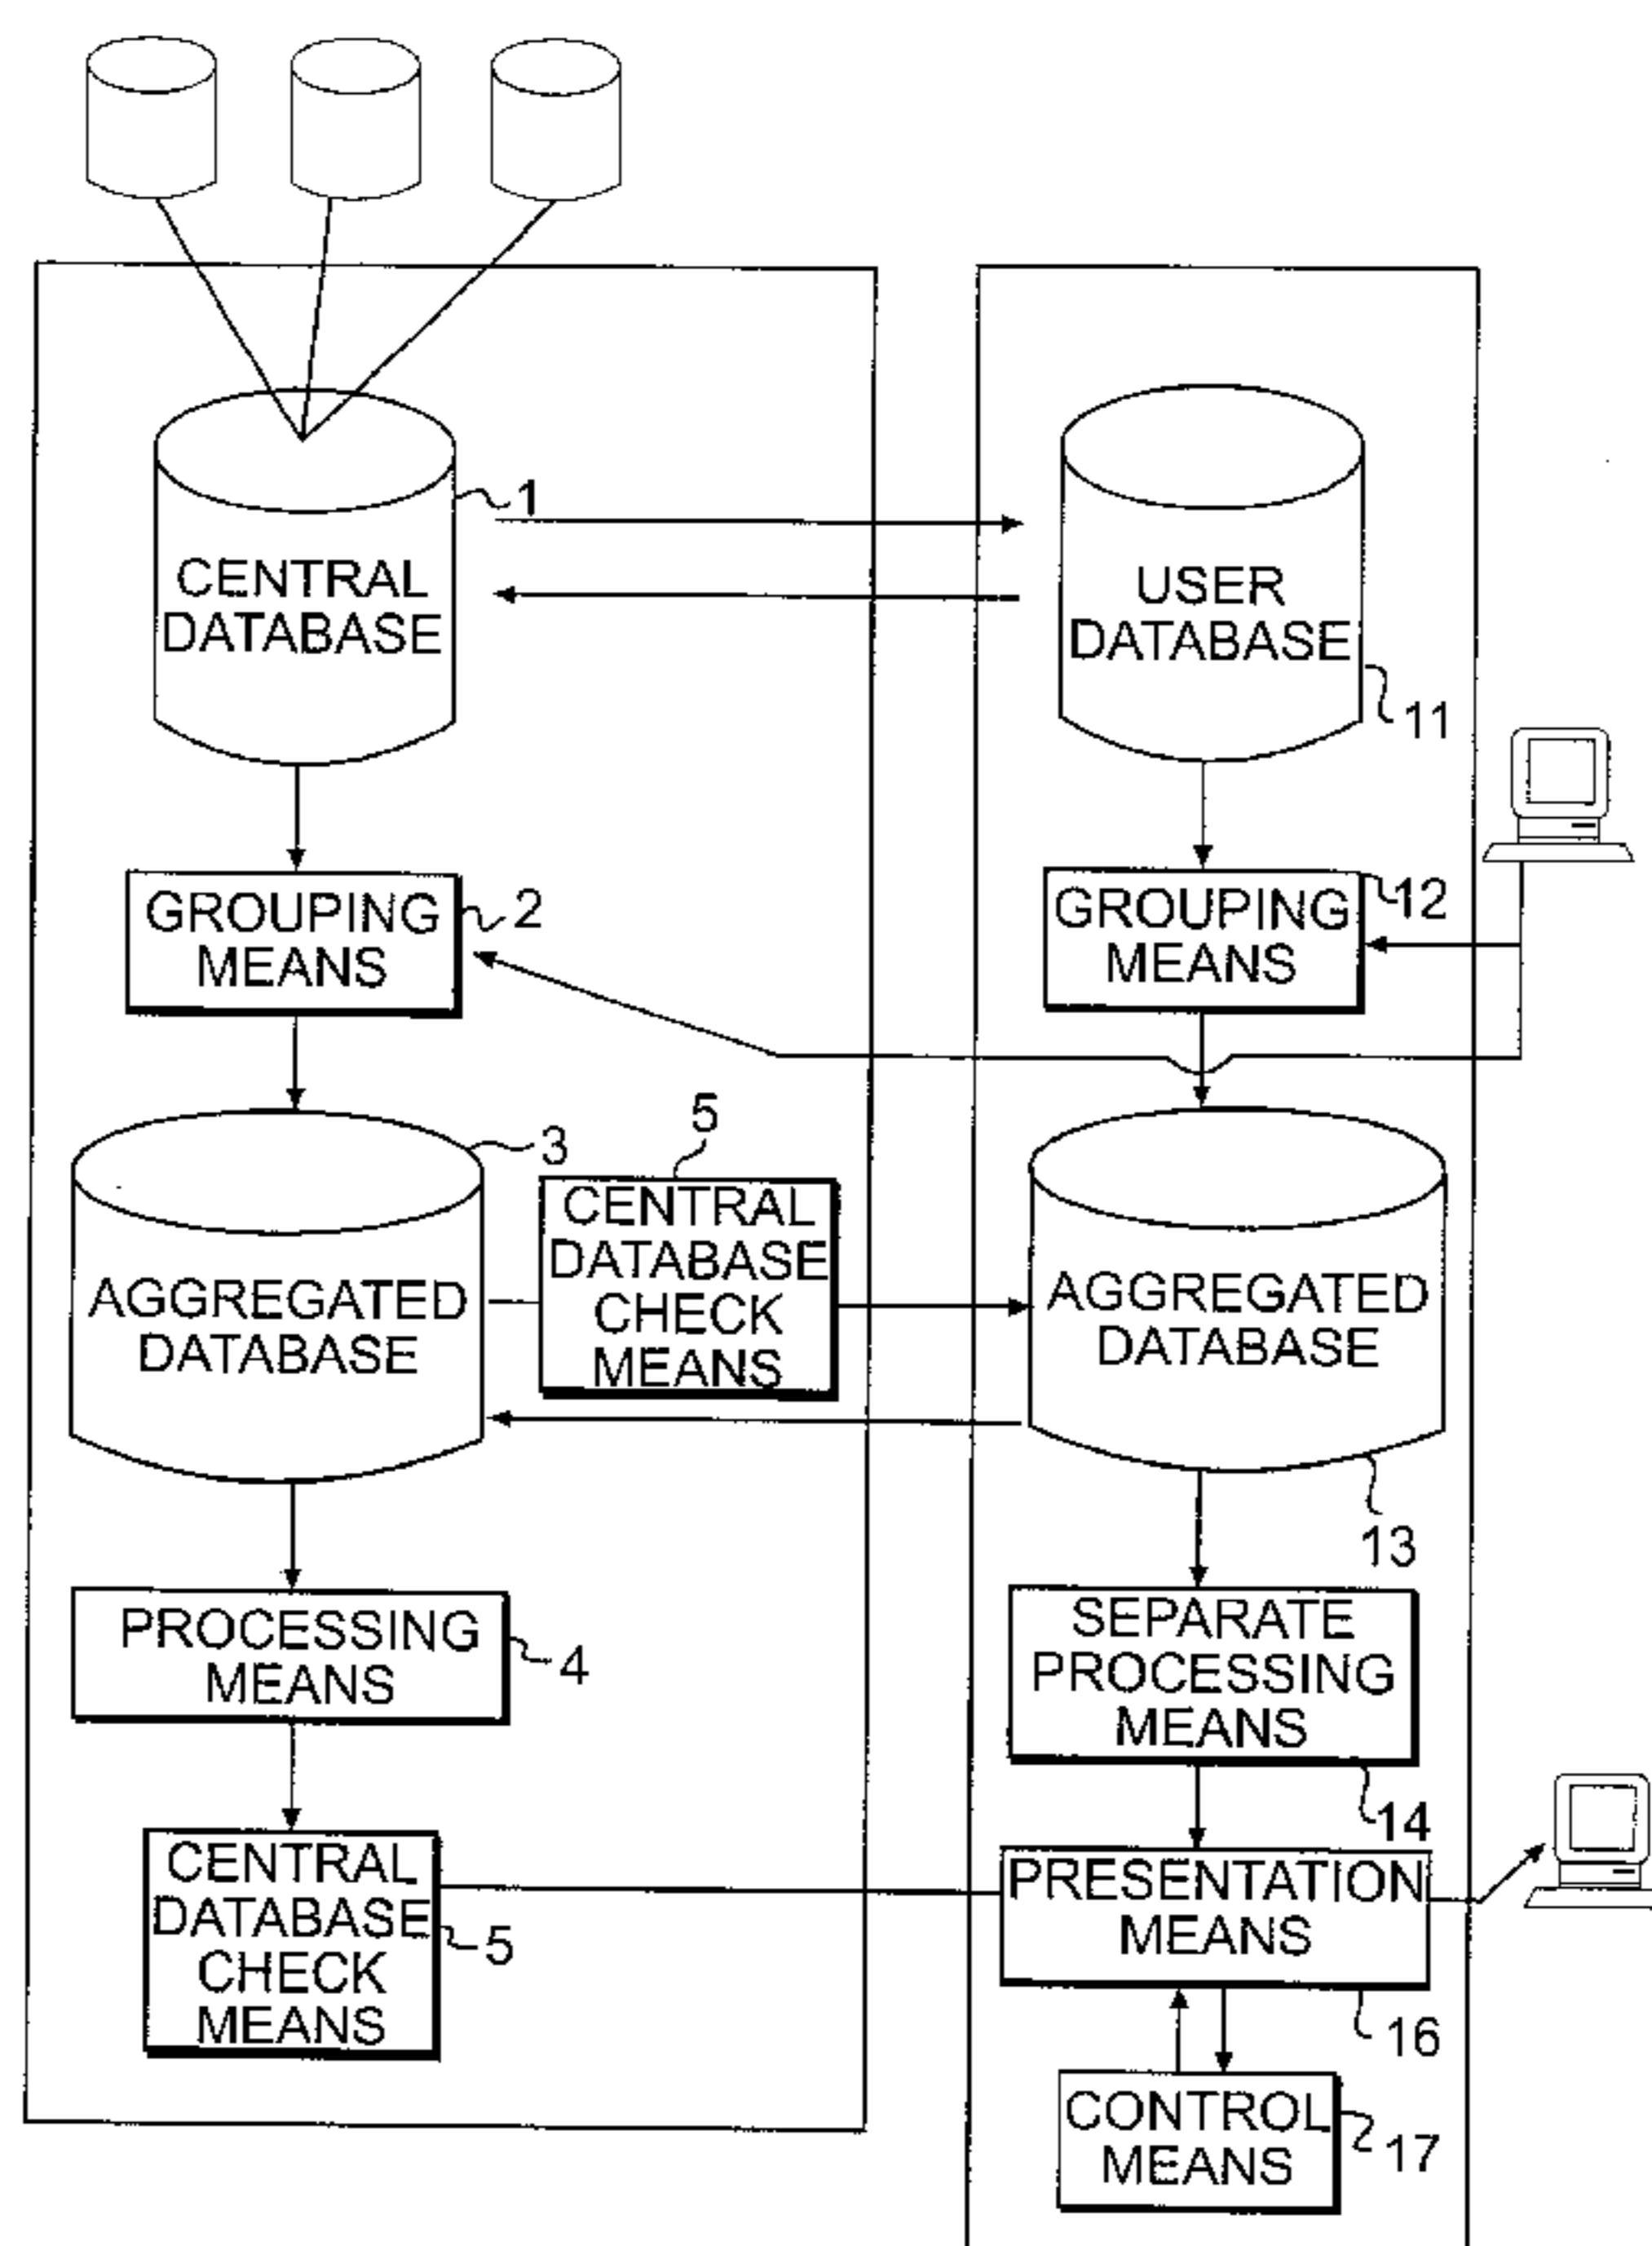 1
CENTRAL
DATABASE
USER
DATABASE
11
GROUPING
MEANS
2
GROUPING
MEANS
12
3
AGGREGATED
DATABASE
5
CENTRAL
DATABASE
CHECK
MEANS
AGGREGATED
DATABASE
13
PROCESSING
MEANS
4
SEPARATE
PROCESSING
MEANS
14
CENTRAL
DATABASE
CHECK
MEANS
5
PRESENTATION
MEANS
16
CONTROL
MEANS
17